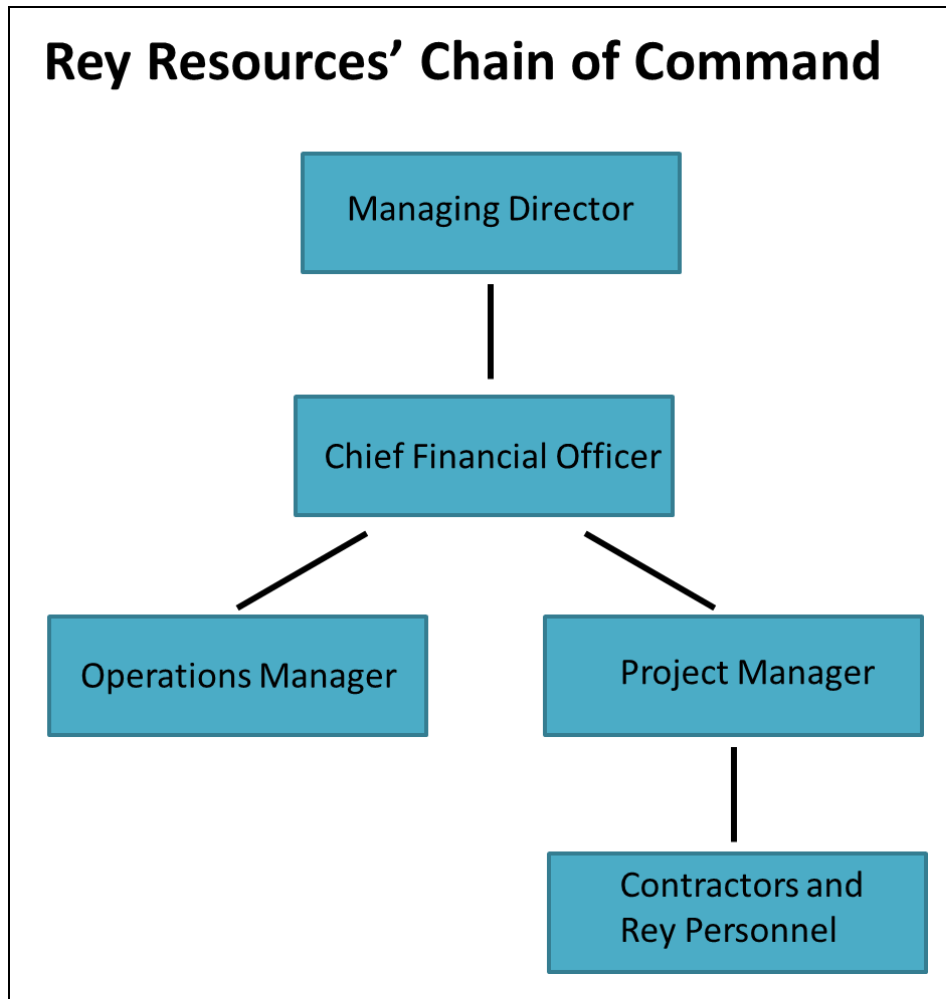 Rey Resources’ Chain of Command
Managing Director
Chief Financial Officer
Operations Manager
Project Manager
Contractors and
Rey Personnel